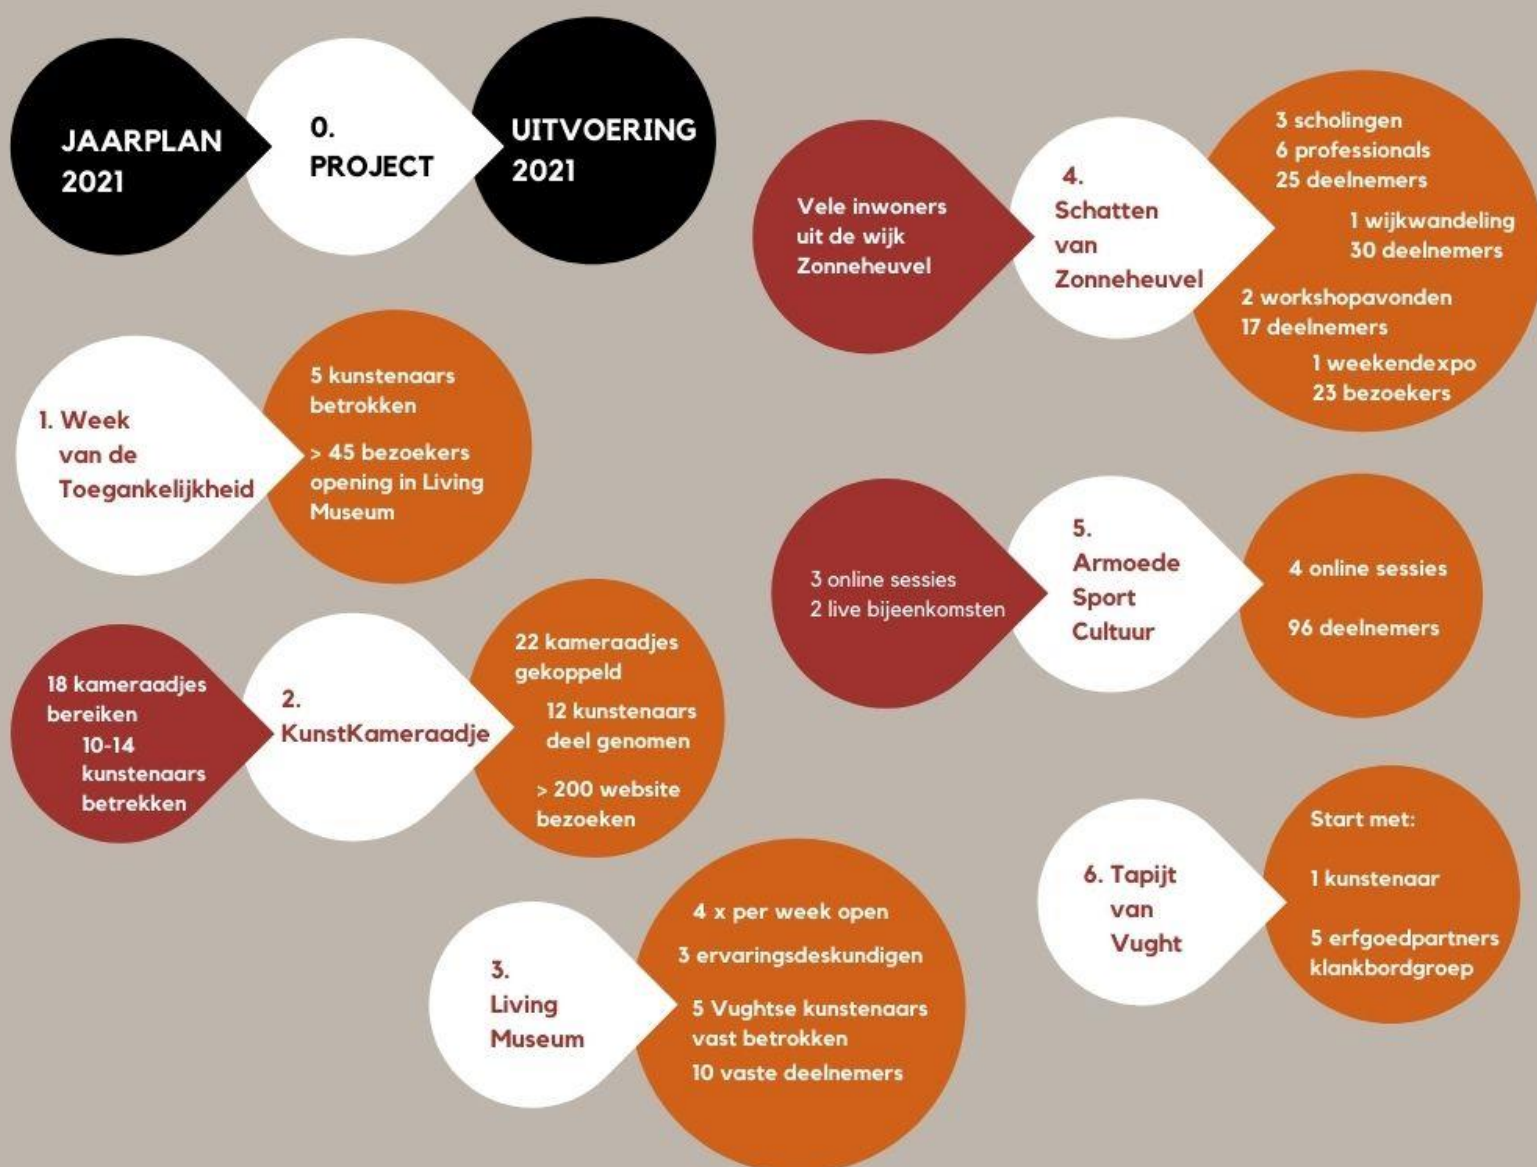 JAARPLAN
2021
0.
PROJECT
UITVOERING
2021
1. Week
van de
Toegankelijkheid
5 kunstenaars
betrokken
> 45 bezoekers
opening in Living
Museum
18 kameraadjes
bereiken
10-14
kunstenaars
betrekken
2.
KunstKameraadje
22 kameraadjes
gekoppeld
12 kunstenaars
deel genomen
> 200 website
bezoeken
3.
Living
Museum
4 x per week open
3 ervaringsdeskundigen
5 Vughtse kunstenaars
vast betrokken
10 vaste deelnemers
Vele inwoners
uit de wijk
Zonneheuvel
4.
Schatten
van
Zonneheuvel
3 scholingen
6 professionals
25 deelnemers
1 wijkwandeling
30 deelnemers
2 workshopavonden
17 deelnemers
1 weekendexpo
23 bezoekers
3 online sessies
2 live bijeenkomsten
5.
Armoede
Sport
Cultuur
4 online sessies
96 deelnemers
6. Tapijt
van
Vught
Start met:
1 kunstenaar
5 erfgoedpartners
klankbordgroep